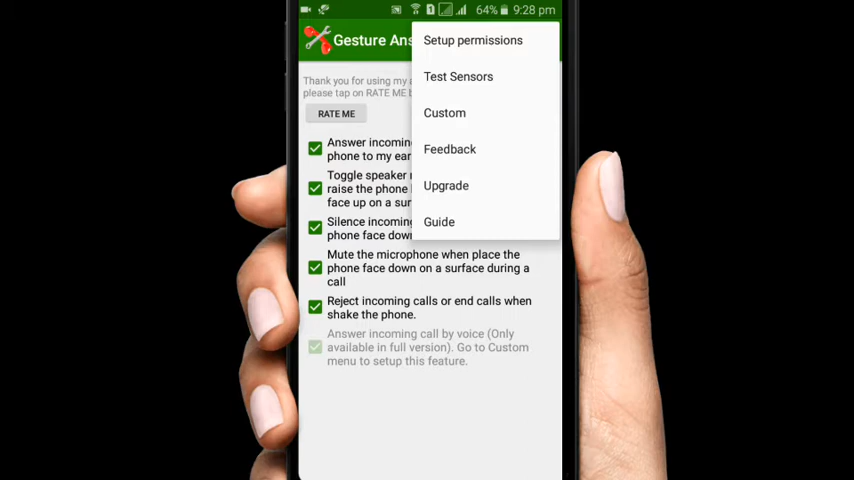 64% 9:28 pm
Gesture Ans
Setup permissions
Test Sensors
Custom
Feedback
Upgrade
Guide
Thank you for using my a
please tap on RATE ME b
RATE ME
Answer incomin
phone to my ear
Toggle speaker
raise the phone
face up on a sur
Silence incoming
phone face down
Mute the microphone when place the
phone face down on a surface during a
call
Reject incoming calls or end calls when
shake the phone.
Answer incoming call by voice (Only
available in full version). Go to Custom
menu to setup this feature.